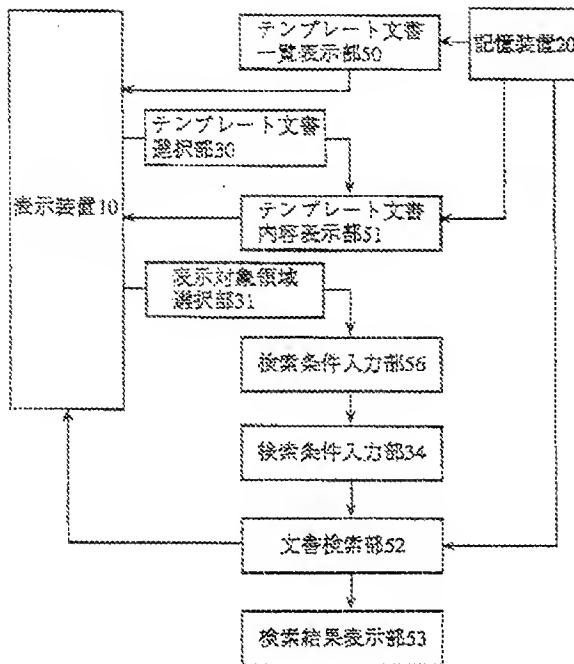 テンプレート文書
一覧表示部50
記憶装置20
テンプレート文書
選択部30
表示装置10
テンプレート文書
内容表示部51
表示対象領域
選択部31
検索条件入力部56
検索条件入力部34
文書検索部52
検索結果表示部53